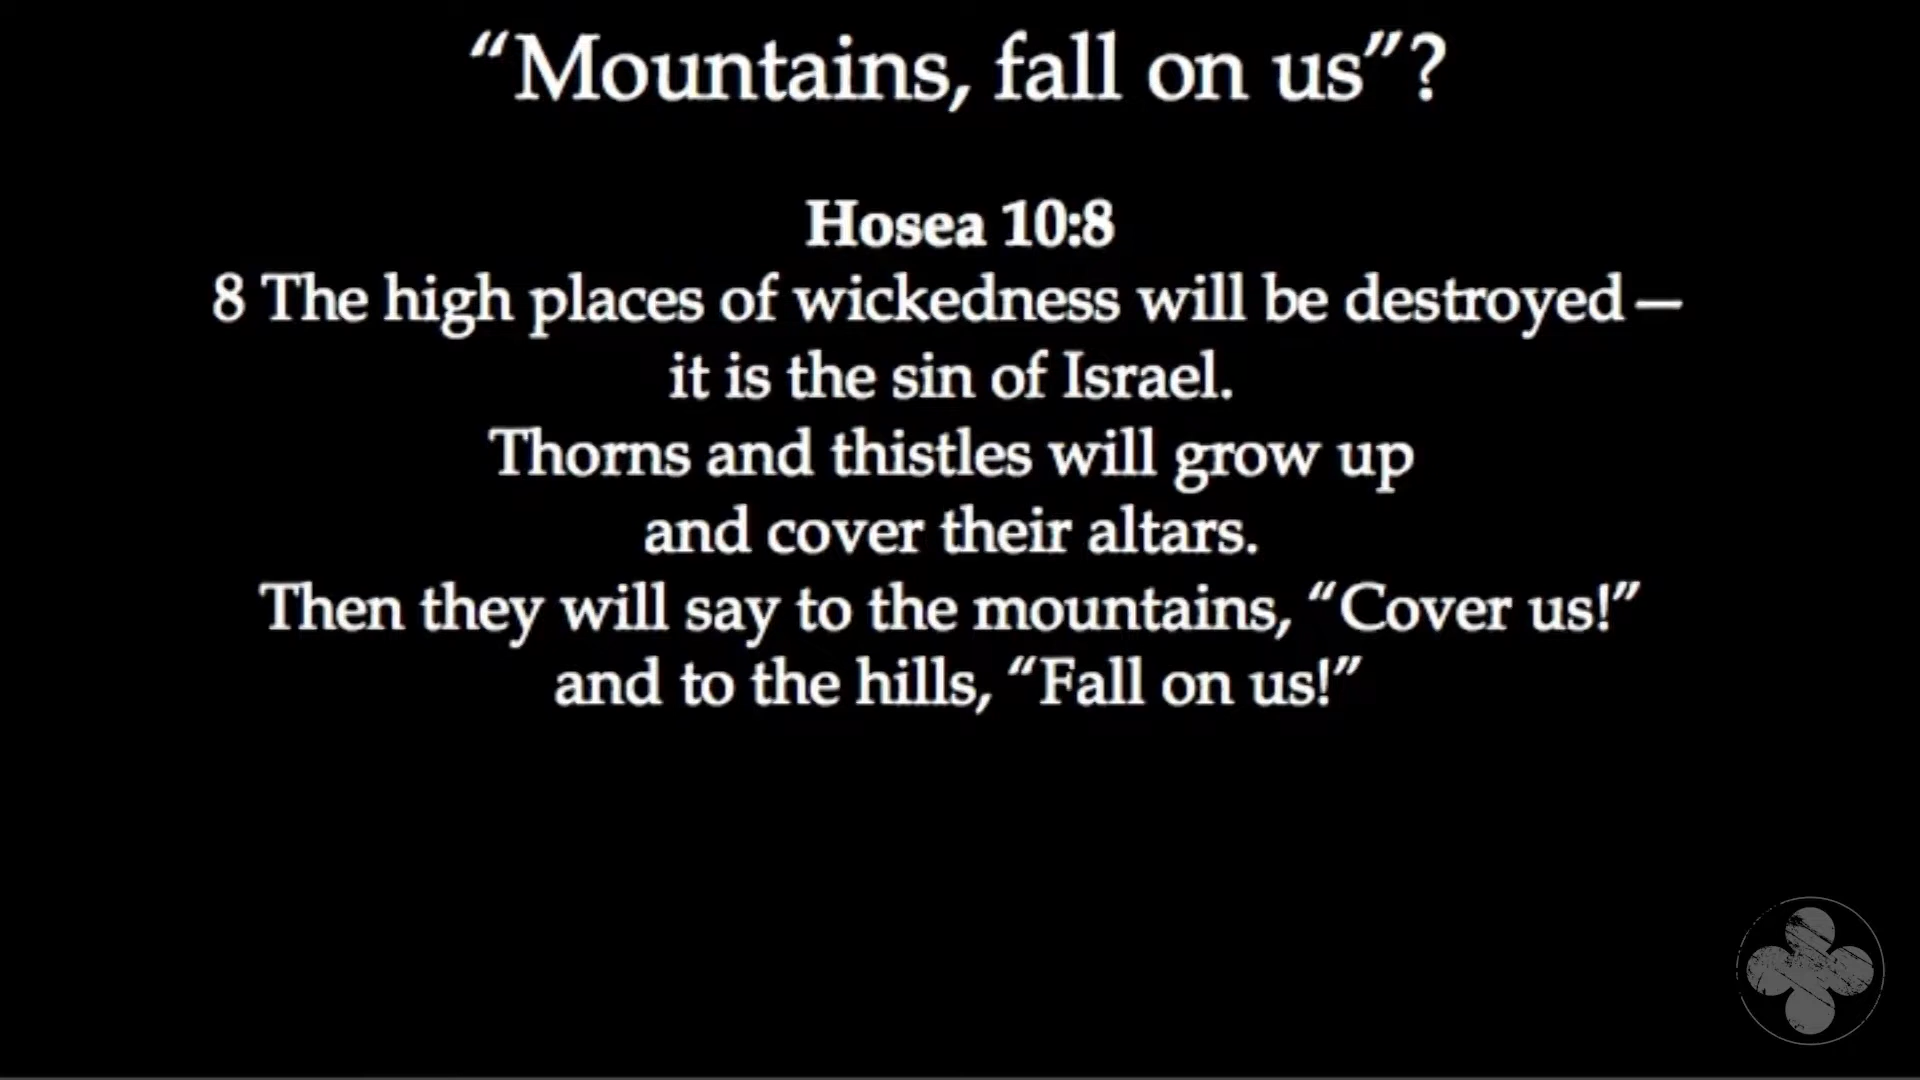 “Mountains, fall on us”?
Hosea 10:8
8 The high places of wickedness will be destroyed—
it is the sin of Israel.
Thorns and thistles will grow up
and cover their altars.
Then they will say to the mountains, “Cover us!”
and to the hills, “Fall on us!”